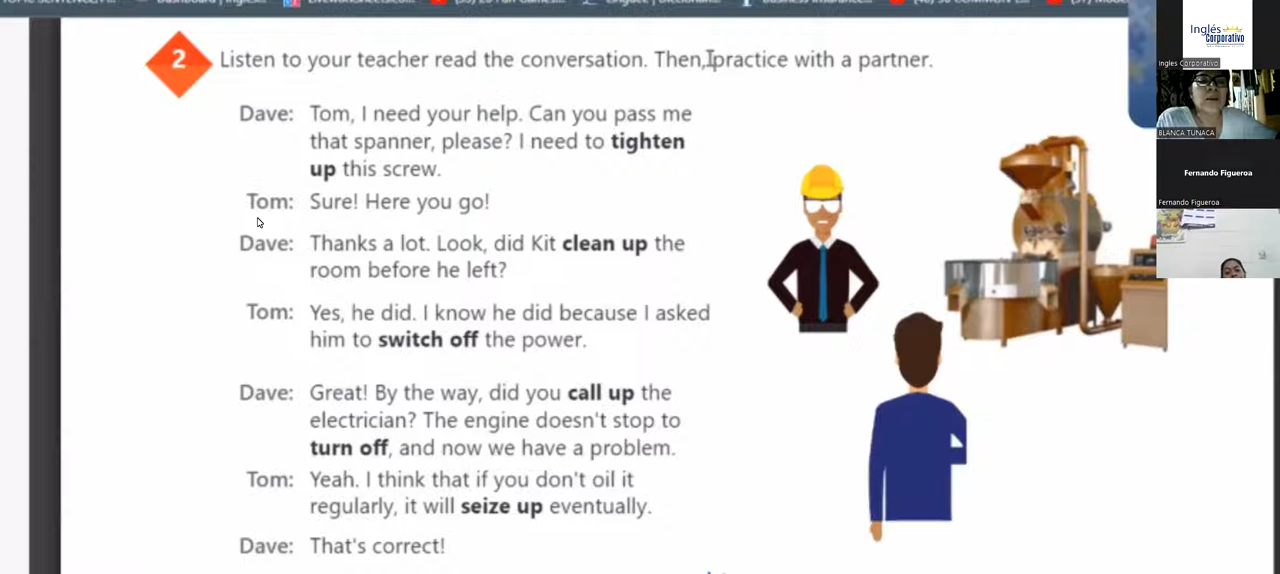 2 Listen to your teacher read the conversation. Then, practice with a partner.
Dave: Tom, I need your help. Can you pass me
that spanner, please? I need to tighten
up this screw.
Tom: Sure! Here you go!
Dave: Thanks a lot. Look, did Kit clean up the
room before he left?
Tom: Yes, he did. I know he did because I asked
him to switch off the power.
Dave: Great! By the way, did you call up the
electrician? The engine doesn't stop to
turn off, and now we have a problem.
Tom: Yeah. I think that if you don't oil it
regularly, it will seize up eventually.
Dave: That's correct!
Inglés
Corporativo
Ingles Corporativo
BLANCA TUNACA
Fernando Figueroa
Fernando Figueroa